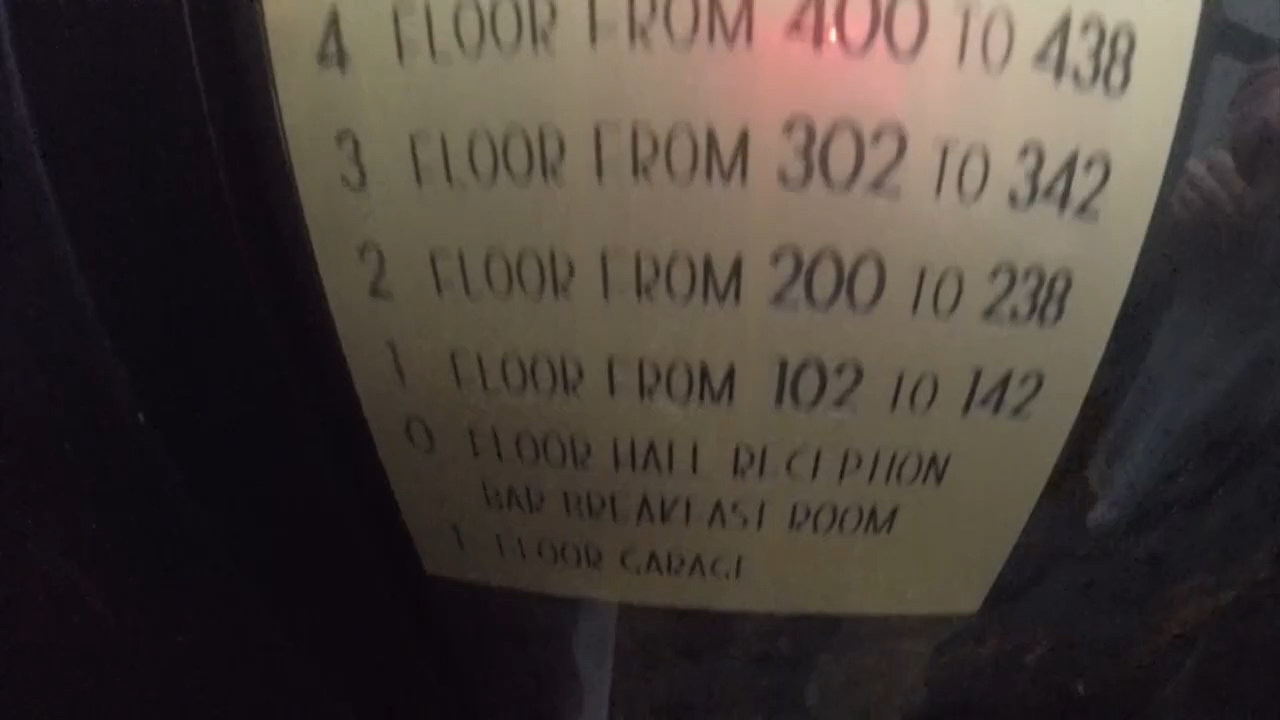 4 FLOOR FROM 400 TO 438
3 FLOOR FROM 302 TO 342
2 FLOOR FROM 200 TO 238
1 FLOOR FROM 102 TO 142
0 FLOOR HALL RECEPTION
BAR BREAKFAST ROOM
1 FLOOR GARAGE